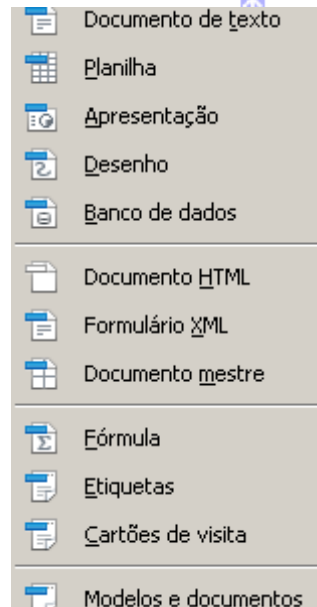 Documento de texto
Planilha
Apresentação
Desenho
Banco de dados
Documento HTML
Formulário XML
Documento mestre
Fórmula
Etiquetas
Cartões de visita
Modelos e documentos